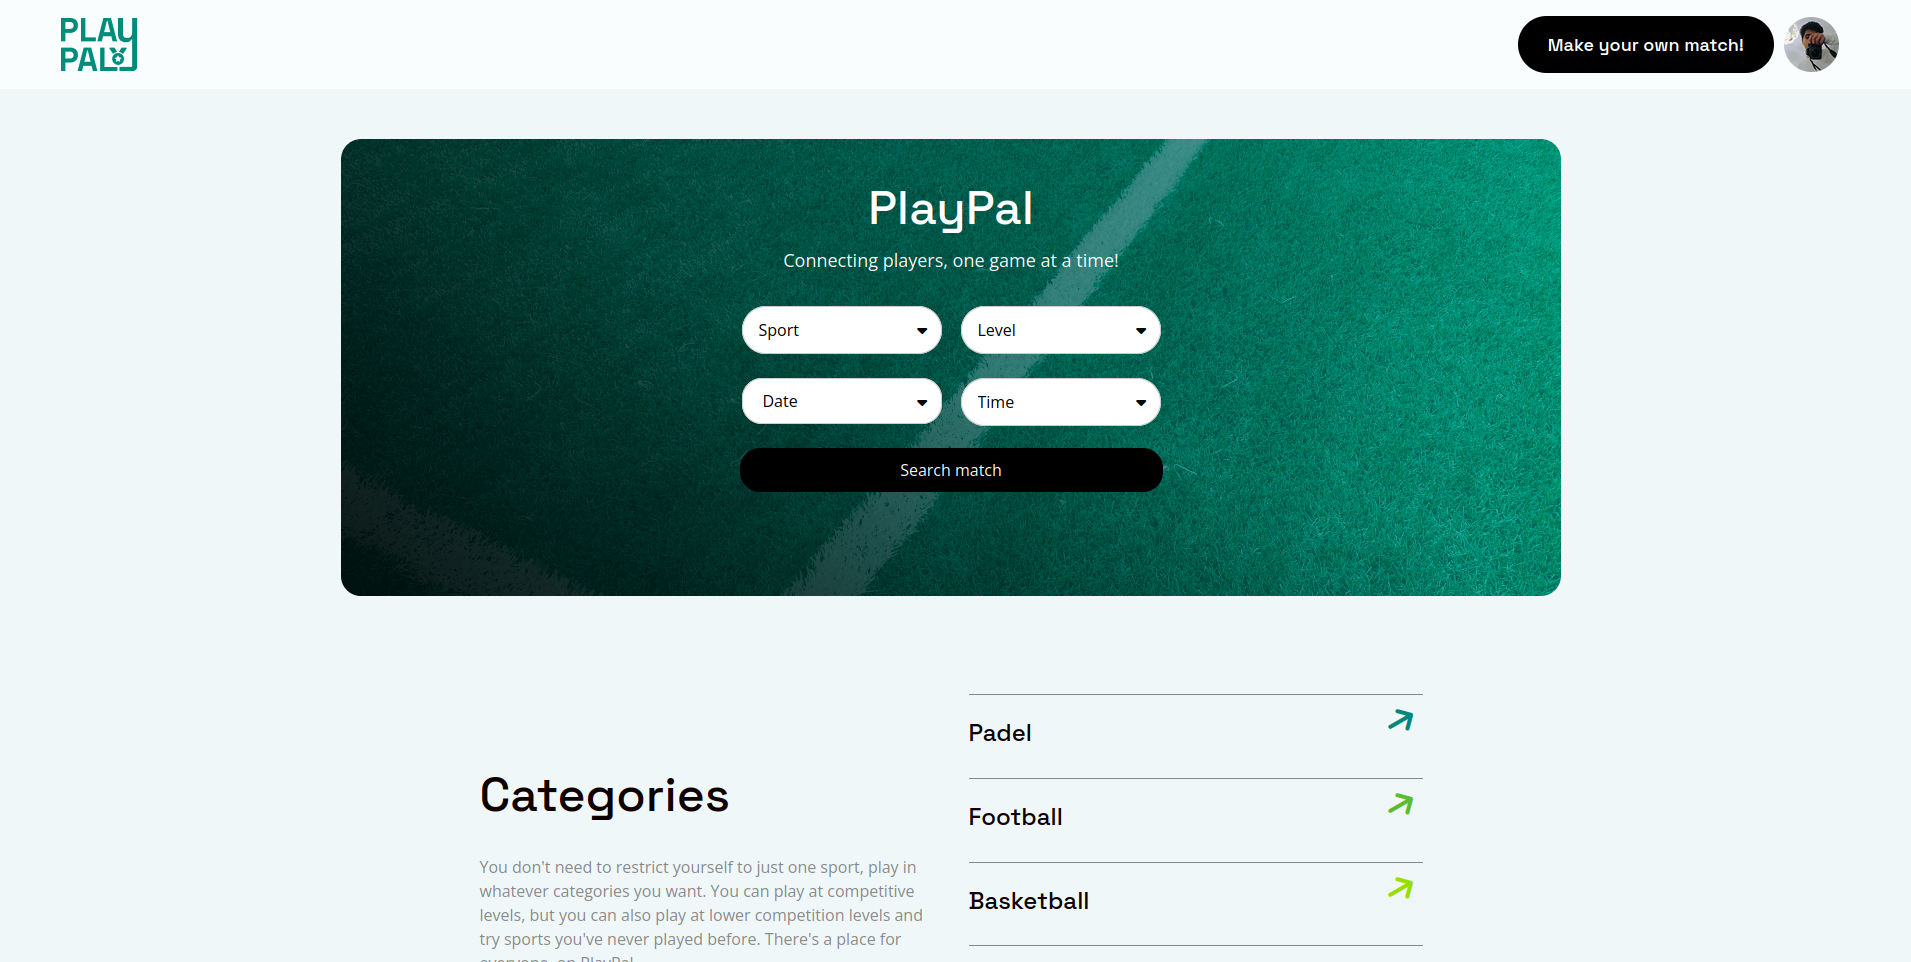 PLAY
PAL
Make your own match!
PlayPal
Connecting players, one game at a time!
Sport
Level
Date
Time
Search match
Categories
You don't need to restrict yourself to just one sport, play in
whatever categories you want. You can play at competitive
levels, but you can also play at lower competition levels and
try sports you've never played before. There's a place for
everyone, on PlayPal
Padel
Football
Basketball